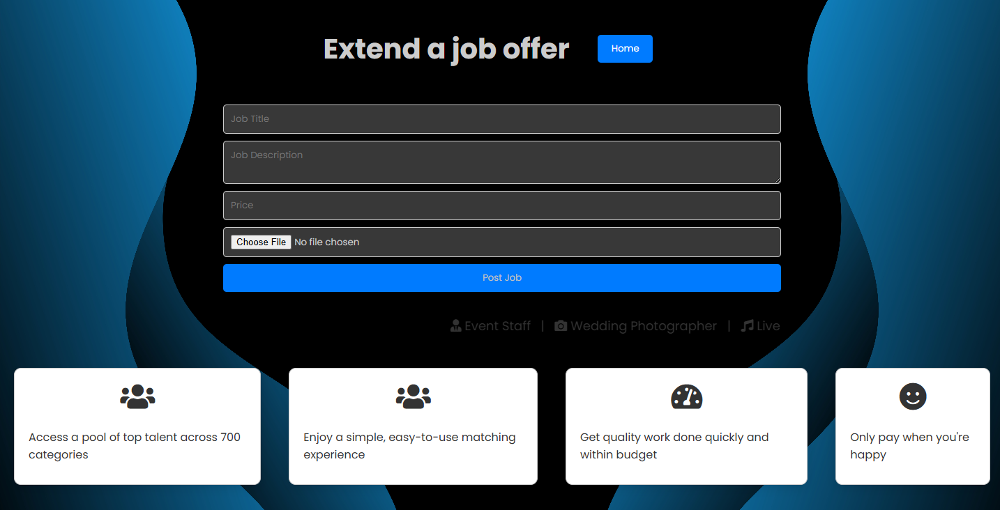 Extend a job offer
Home
Job Title
Job Description
Price
Choose File No file chosen
Post Job
Event Staff | Wedding Photographer | Live
Access a pool of top talent across 700
categories
Enjoy a simple, easy-to-use matching
experience
Get quality work done quickly and
within budget
Only pay when you're
happy